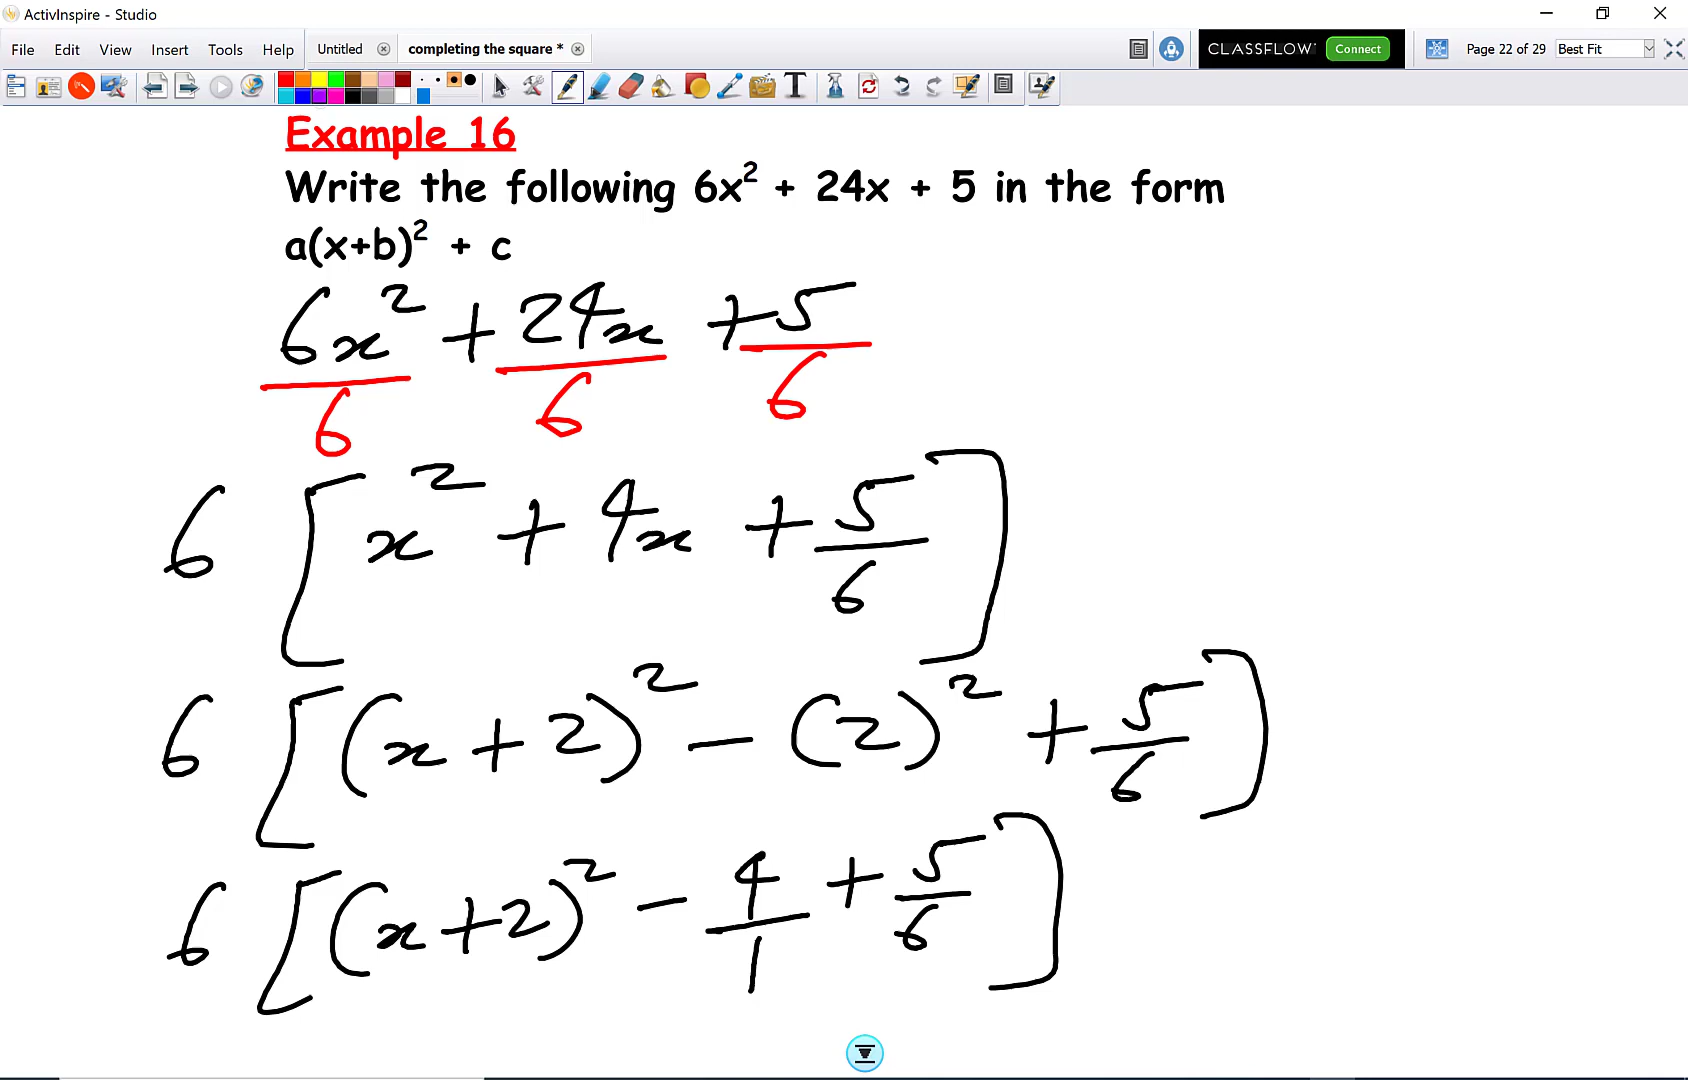 ActivInspire - Studio
File Edit View Insert Tools Help Untitled completing the square * CLASSFLOW Connect Page 22 of 29 Best Fit
Example 16
Write the following 6x² + 24x + 5 in the form
a(x+b)² + c
6x²/6 + 24x/6 + 5/6
6 [x² + 4x + 5/6]
6 [(x + 2)² - (2)² + 5/6]
6 [(x + 2)² - 4/1 + 5/6]